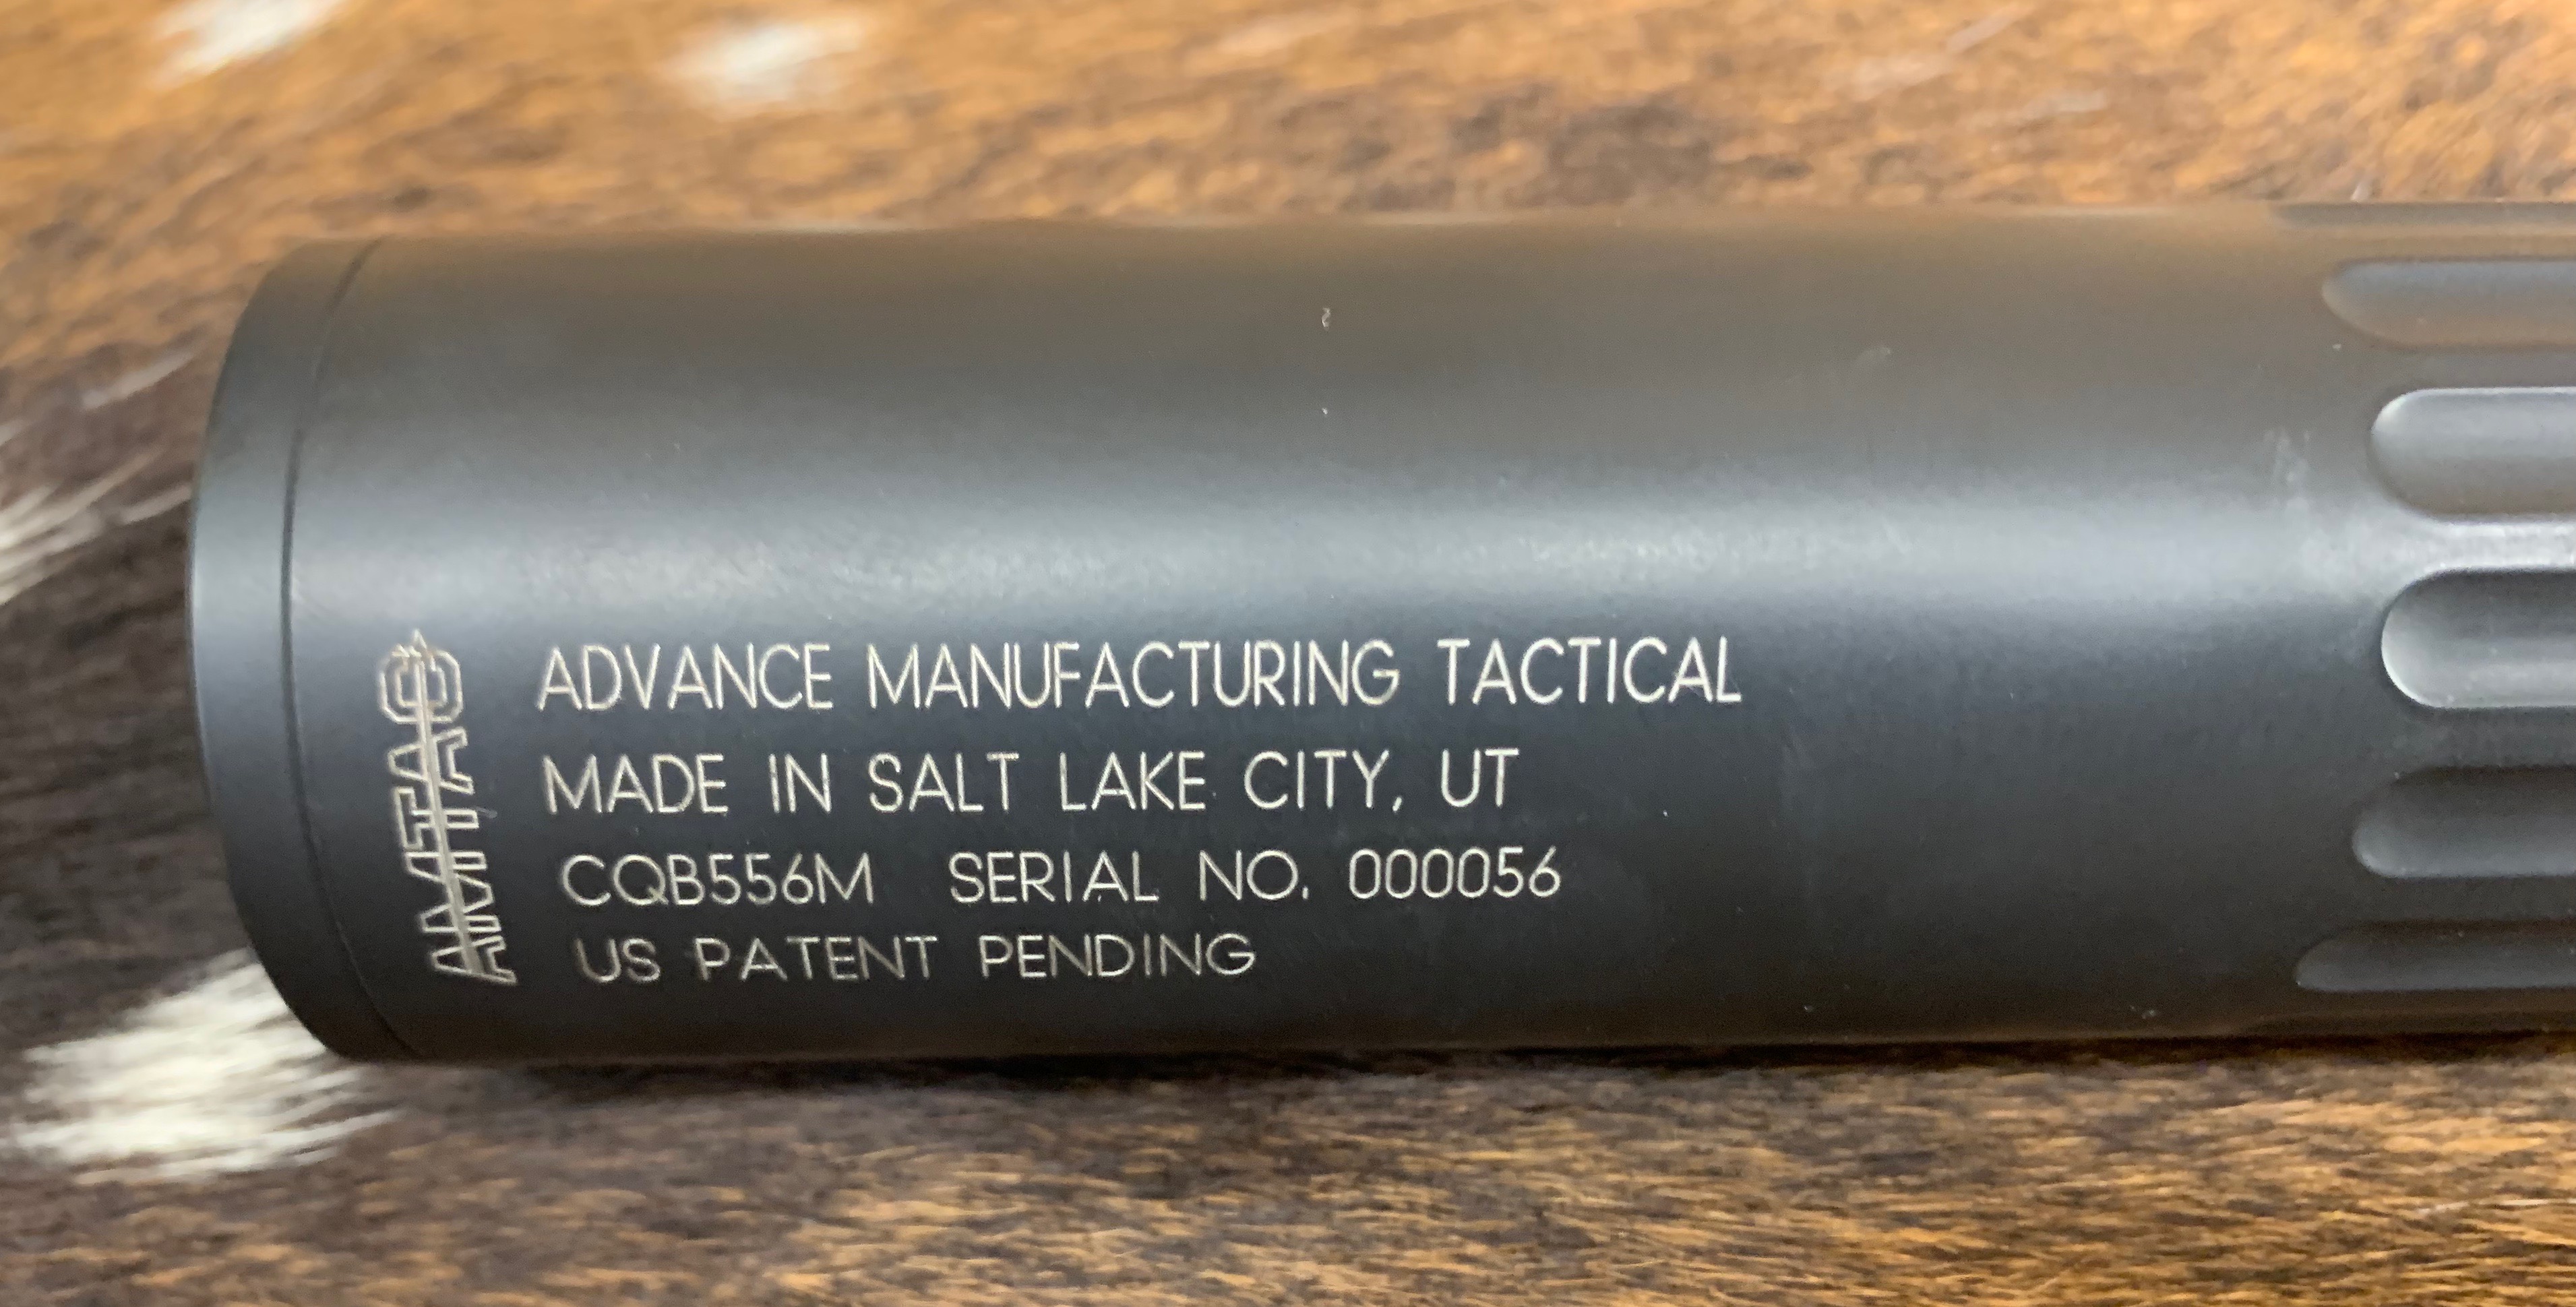 AMTAC
ADVANCE MANUFACTURING TACTICAL
MADE IN SALT LAKE CITY, UT
CQB556M SERIAL NO. 000056
US PATENT PENDING